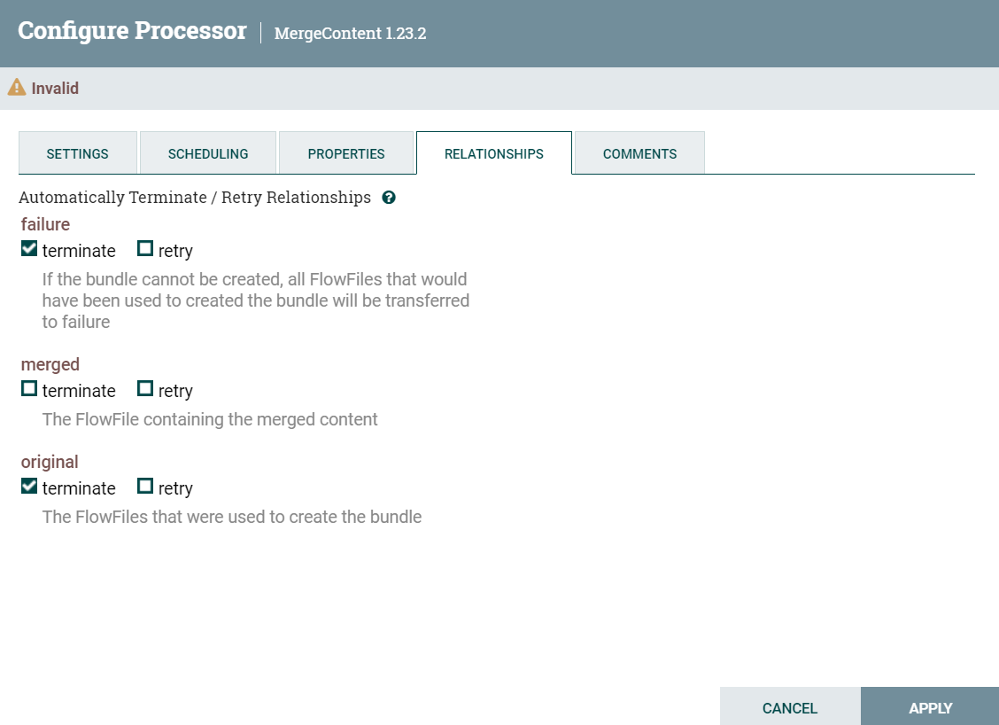 Configure Processor | MergeContent 1.23.2
Invalid
SETTINGS SCHEDULING PROPERTIES RELATIONSHIPS COMMENTS
Automatically Terminate / Retry Relationships ?
failure
terminate retry
If the bundle cannot be created, all FlowFiles that would
have been used to created the bundle will be transferred
to failure
merged
terminate retry
The FlowFile containing the merged content
original
terminate retry
The FlowFiles that were used to create the bundle
CANCEL APPLY